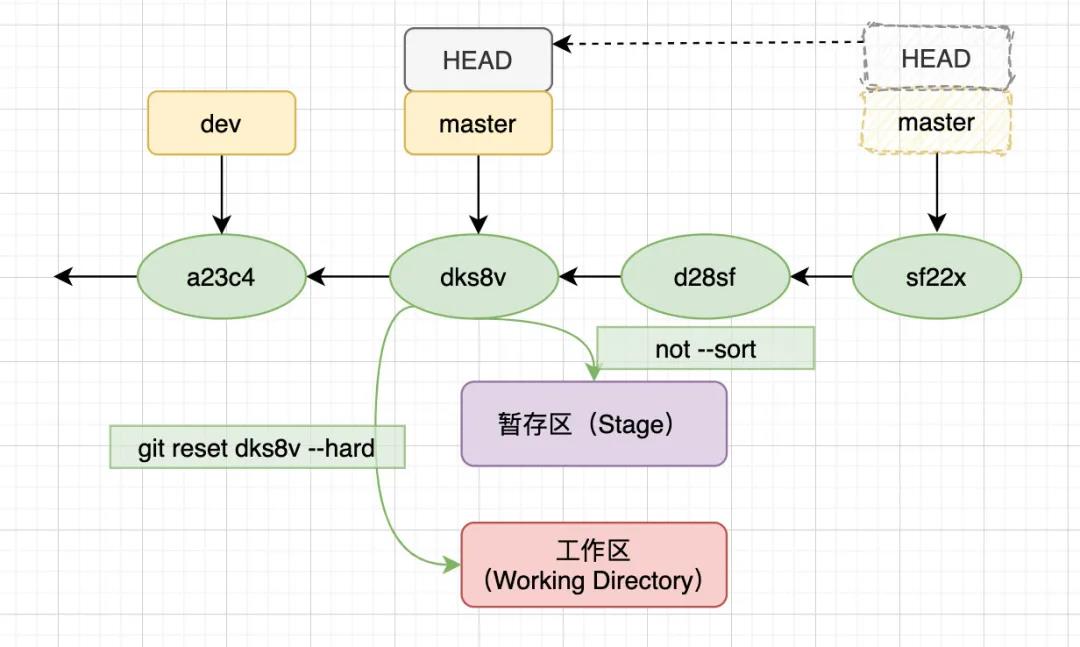 HEAD
HEAD
dev
master
master
a23c4
dks8v
d28sf
sf22x
not --sort
暂存区（Stage）
git reset dks8v --hard
工作区
（Working Directory）